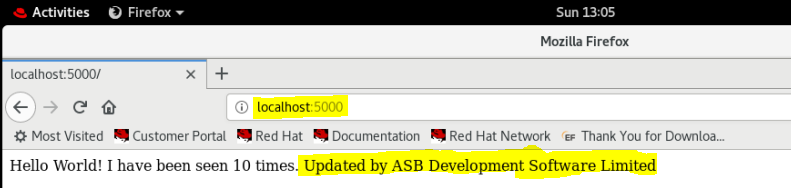 Activities Firefox Sun 13:05
Mozilla Firefox
localhost:5000/
localhost:5000
Most Visited Customer Portal Red Hat Documentation Red Hat Network EF Thank You for Downloa...
Hello World! I have been seen 10 times. Updated by ASB Development Software Limited